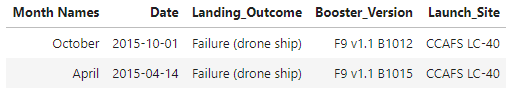 Month Names Date Landing_Outcome Booster_Version Launch_Site
October 2015-10-01 Failure (drone ship) F9 v1.1 B1012 CCAFS LC-40
April 2015-04-14 Failure (drone ship) F9 v1.1 B1015 CCAFS LC-40